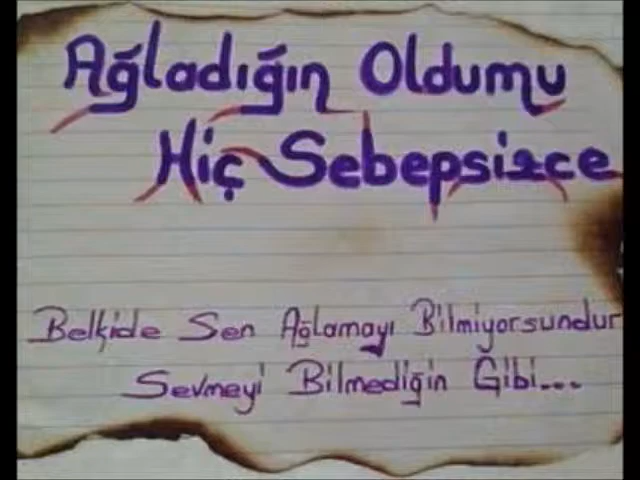 Ağladığın Oldumu
Hiç Sebepsizce
Belkide Sen Ağlamayı Bilmiyorsundur
Sevmeyi Bilmediğin Gibi...